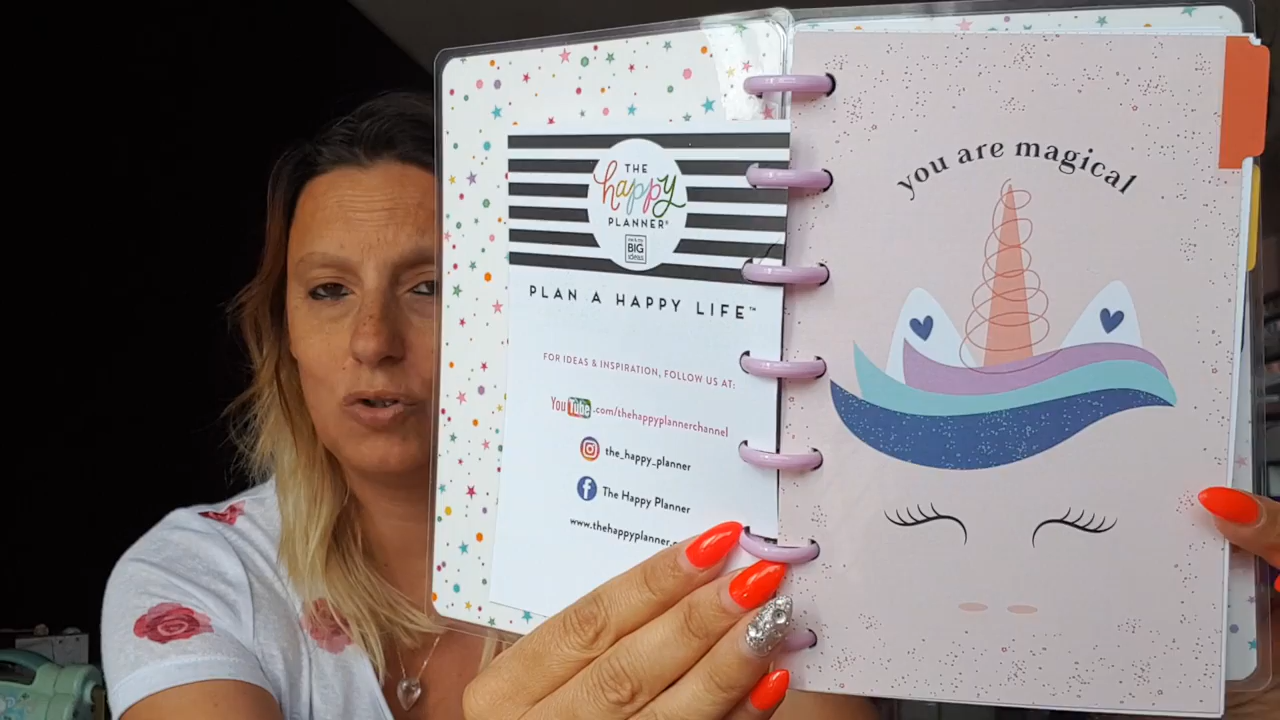 THE
happy
PLANNER®
me & my
BIG
ideas
PLAN A HAPPY LIFE™
FOR IDEAS & INSPIRATION, FOLLOW US AT:
YouTube.com/thehappyplannerchannel
the_happy_planner
The Happy Planner
www.thehappyplanner.
you are magical